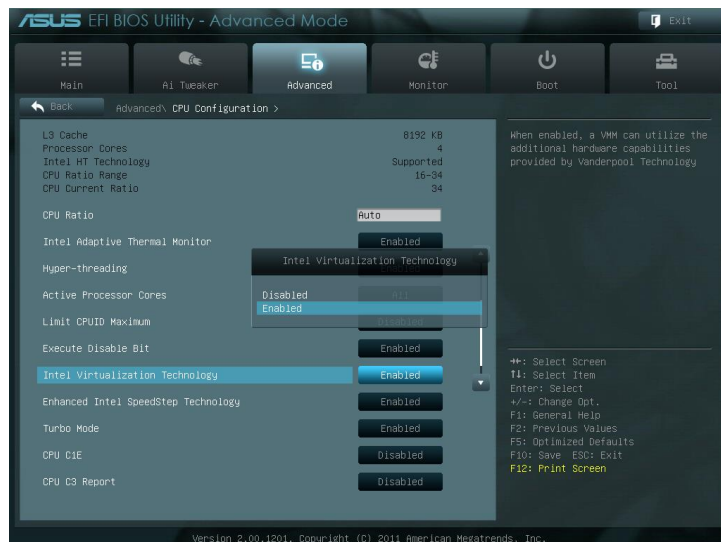 ASUS EFI BIOS Utility - Advanced Mode
Exit
Main
Ai Tweaker
Advanced
Monitor
Boot
Tool
Back
Advanced\ CPU Configuration >
L3 Cache 8192 KB
Processor Cores 4
Intel HT Technology Supported
CPU Ratio Range 16-34
CPU Current Ratio 34
CPU Ratio Auto
Intel Adaptive Thermal Monitor Enabled
Hyper-threading Enabled
Active Processor Cores All
Limit CPUID Maximum Disabled
Execute Disable Bit Enabled
Intel Virtualization Technology Enabled
Enhanced Intel SpeedStep Technology Enabled
Turbo Mode Enabled
CPU C1E Disabled
CPU C3 Report Disabled
Intel Virtualization Technology
Disabled
Enabled
When enabled, a VMM can utilize the
additional hardware capabilities
provided by Vanderpool Technology
→←: Select Screen
↑↓: Select Item
Enter: Select
+/-: Change Opt.
F1: General Help
F2: Previous Values
F5: Optimized Defaults
F10: Save ESC: Exit
F12: Print Screen
Version 2.00.1201. Copyright (C) 2011 American Megatrends, Inc.